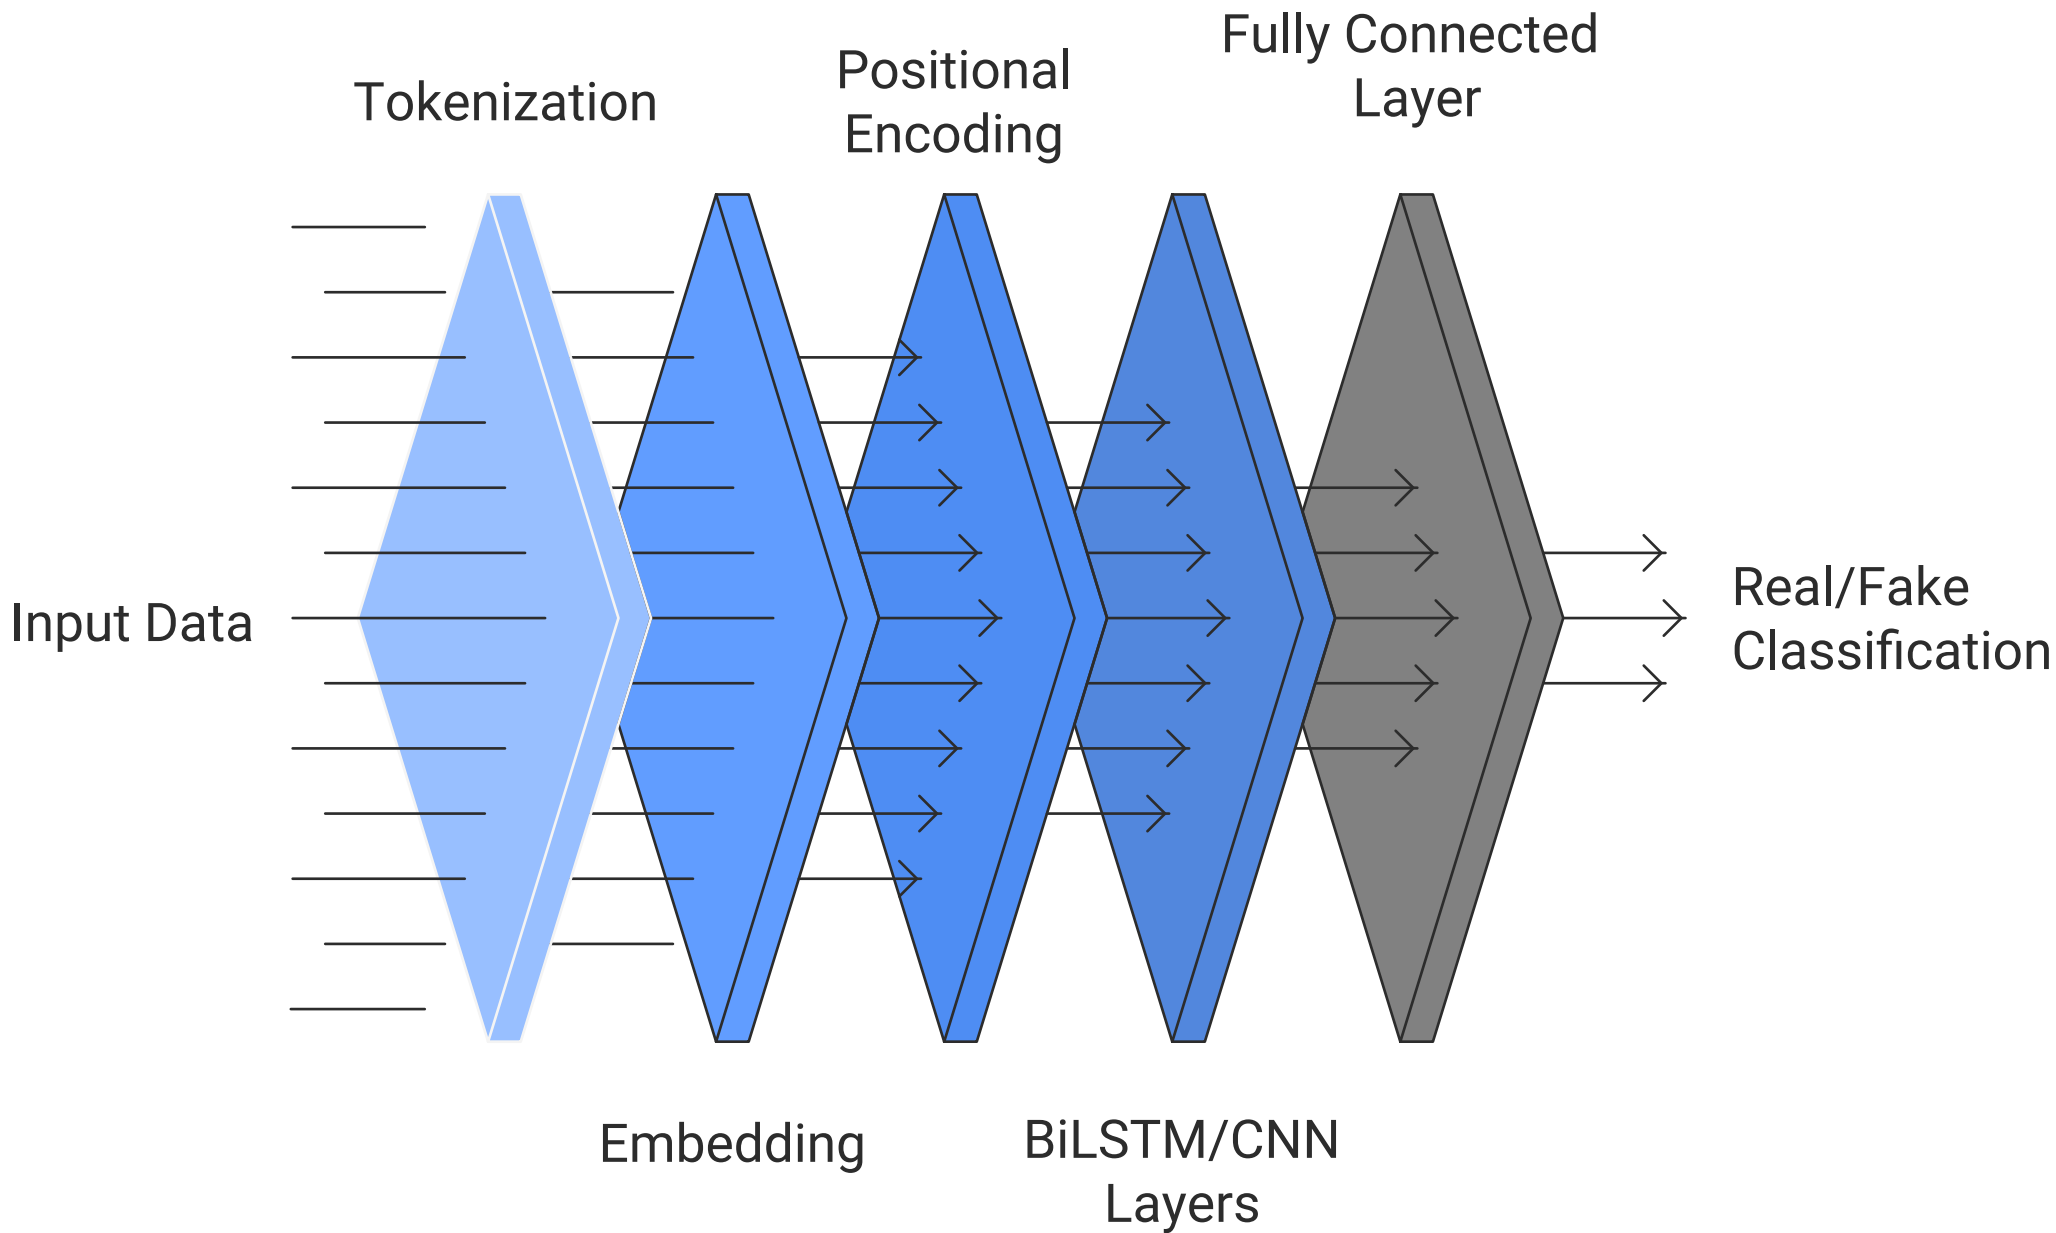 Tokenization
Positional
Encoding
Fully Connected
Layer
Input Data
Real/Fake
Classification
Embedding
BiLSTM/CNN
Layers